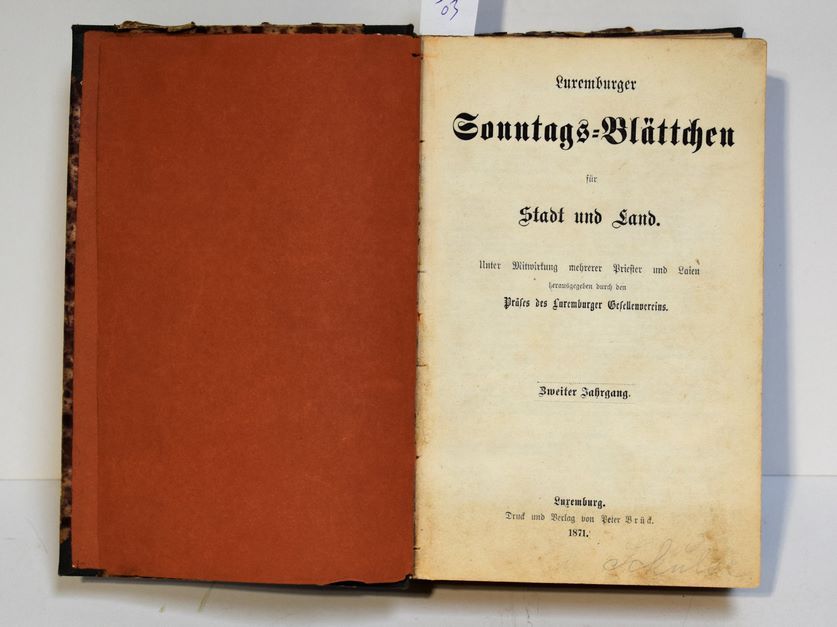 03
Luxemburger
Sonntags=Blättchen
für
Stadt und Land.
Unter Mitwirkung mehrerer Priester und Laien
herausgegeben durch den
Präses des Luxemburger Gesellenvereins.
Zweiter Jahrgang.
Luxemburg.
Druck und Verlag von Peter Brück.
1871.